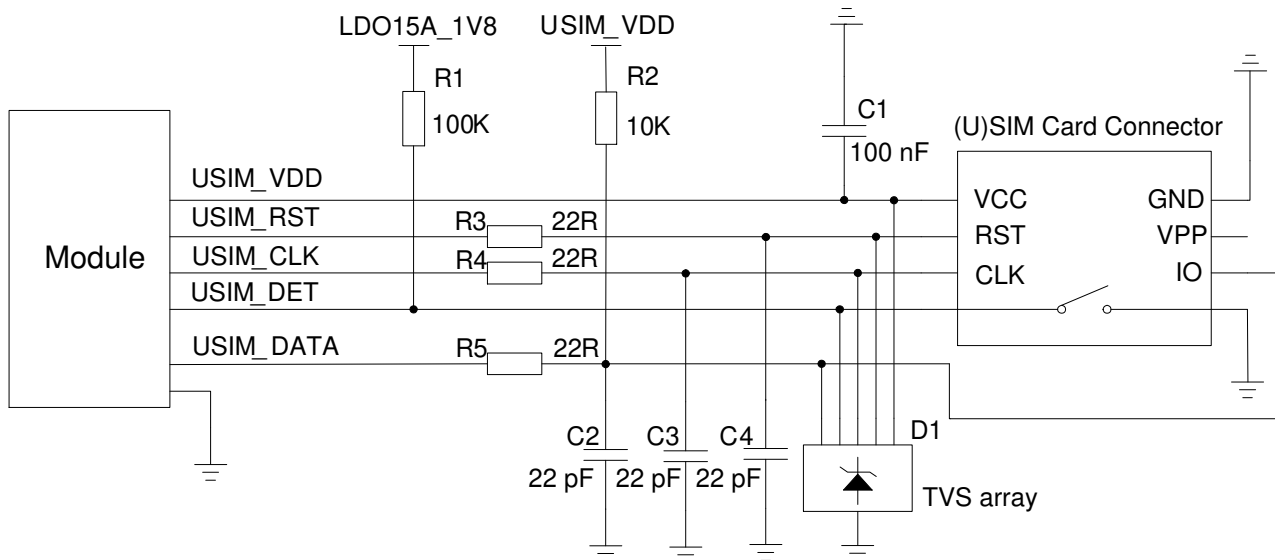 LDO15A_1V8
USIM_VDD
R1
100K
R2
10K
C1
100 nF
(U)SIM Card Connector
Module
USIM_VDD
USIM_RST
USIM_CLK
USIM_DET
USIM_DATA
R3 22R
R4 22R
R5 22R
VCC GND
RST VPP
CLK IO
C2
22 pF
C3
22 pF
C4
22 pF
D1
TVS array